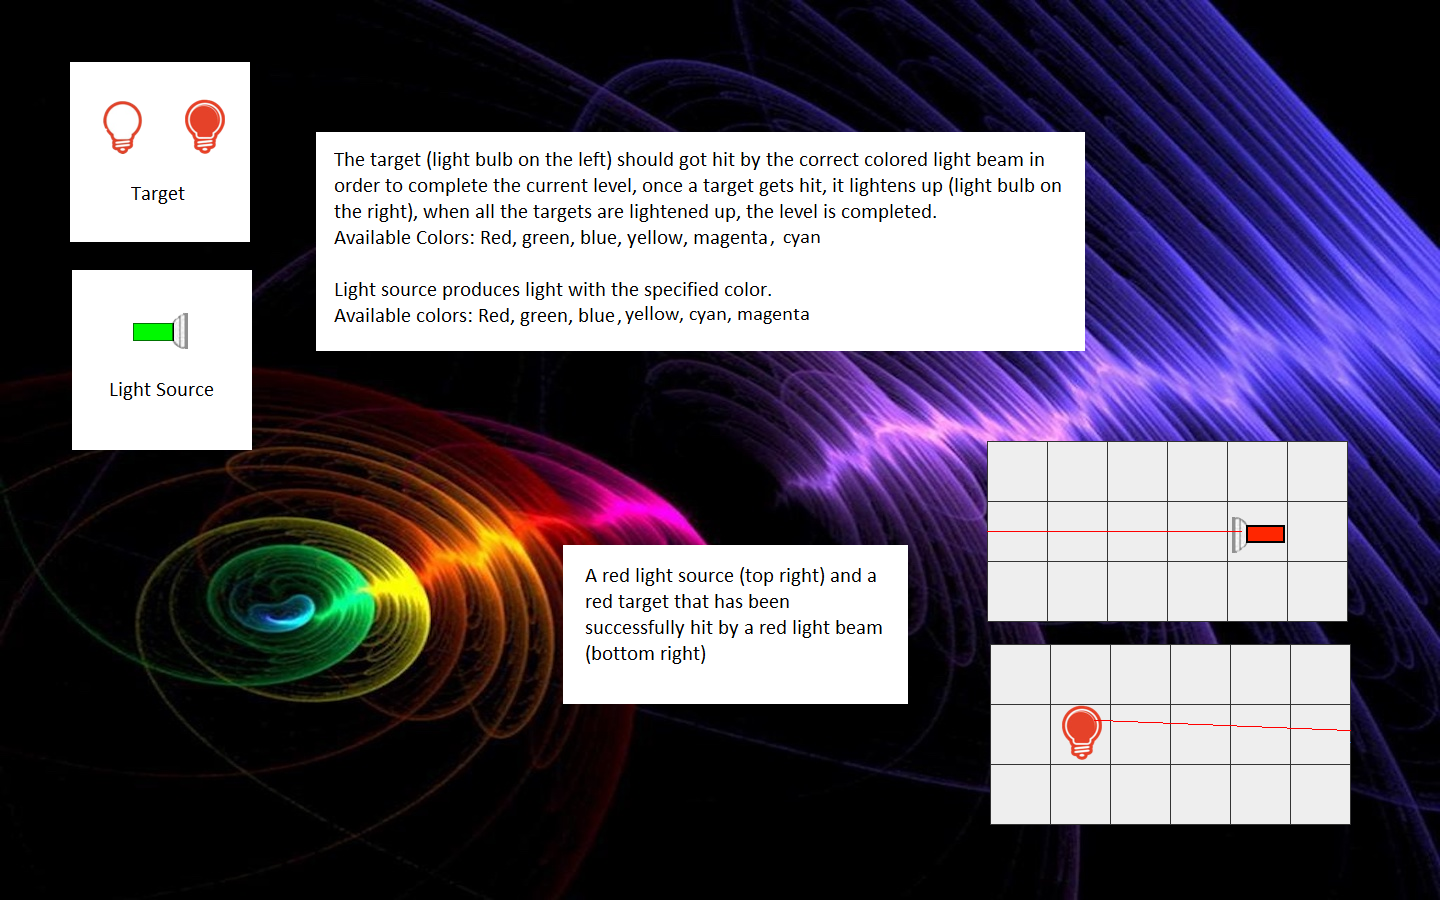 Target
The target (light bulb on the left) should got hit by the correct colored light beam in
order to complete the current level, once a target gets hit, it lightens up (light bulb on
the right), when all the targets are lightened up, the level is completed.
Available Colors: Red, green, blue, yellow, magenta, cyan
Light source produces light with the specified color.
Available colors: Red, green, blue, yellow, cyan, magenta
Light Source
A red light source (top right) and a
red target that has been
successfully hit by a red light beam
(bottom right)